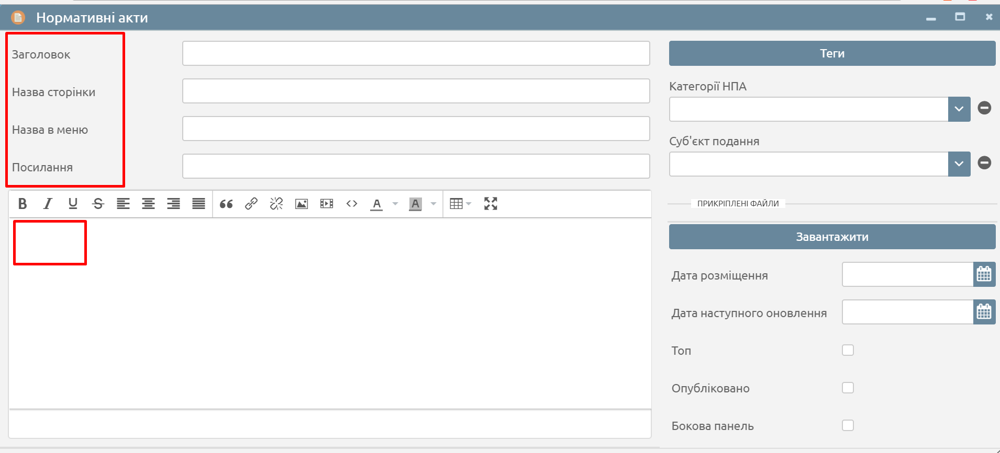 Нормативні акти
Заголовок
Назва сторінки
Назва в меню
Посилання
B I U S A A
Теги
Категорії НПА
Суб'єкт подання
ПРИКРІПЛЕНІ ФАЙЛИ
Завантажити
Дата розміщення
Дата наступного оновлення
Топ
Опубліковано
Бокова панель